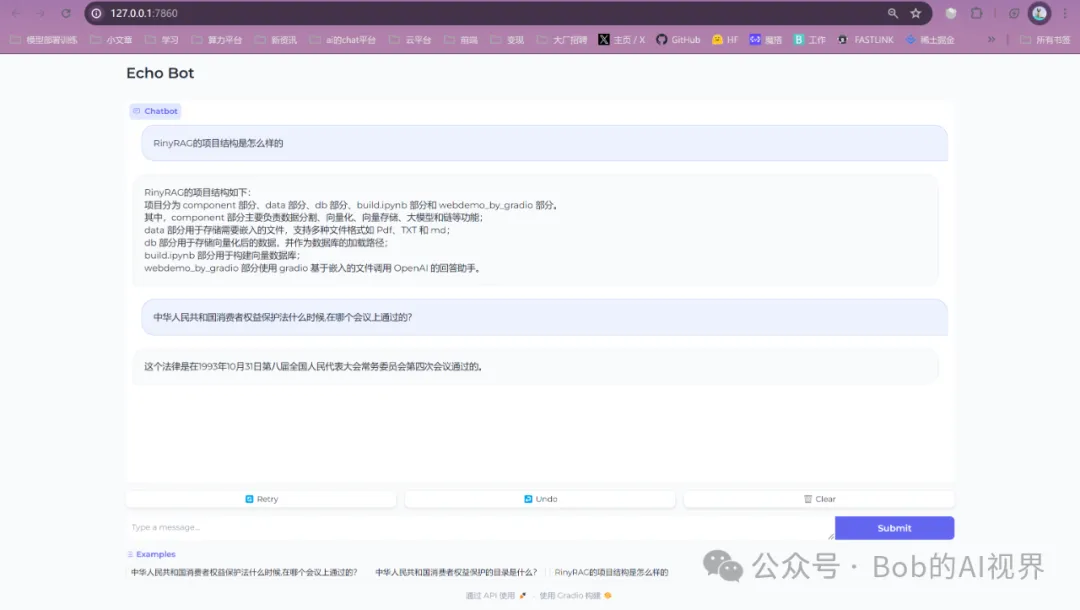 127.0.0.1:7860
模型部署训练 小文章 学习 算力平台 新资讯 ai的chat平台 云平台 前端 变现 大厂招聘 主页 / X GitHub HF 魔搭 工作 FASTLINK 稀土掘金 » 所有书签
Echo Bot
Chatbot
RinyRAG的项目结构是怎么样的
RinyRAG的项目结构如下：
项目分为 component 部分、data 部分、db 部分、build.ipynb 部分和 webdemo_by_gradio 部分。
其中，component 部分主要负责数据分割、向量化、向量存储、大模型和链等功能；
data 部分用于存储需要嵌入的文件，支持多种文件格式如 Pdf、TXT 和 md；
db 部分用于存储向量化后的数据，并作为数据库的加载路径；
build.ipynb 部分用于构建向量数据库；
webdemo_by_gradio 部分使用 gradio 基于嵌入的文件调用 OpenAI 的回答助手。
中华人民共和国消费者权益保护法什么时候,在哪个会议上通过的?
这个法律是在1993年10月31日第八届全国人民代表大会常务委员会第四次会议通过的。
Retry Undo Clear
Type a message...
Submit
Examples
中华人民共和国消费者权益保护法什么时候,在哪个会议上通过的? 中华人民共和国消费者权益保护的目录是什么? RinyRAG的项目结构是怎么样的
公众号 · Bob的AI视界
通过 API 使用 · 使用 Gradio 构建